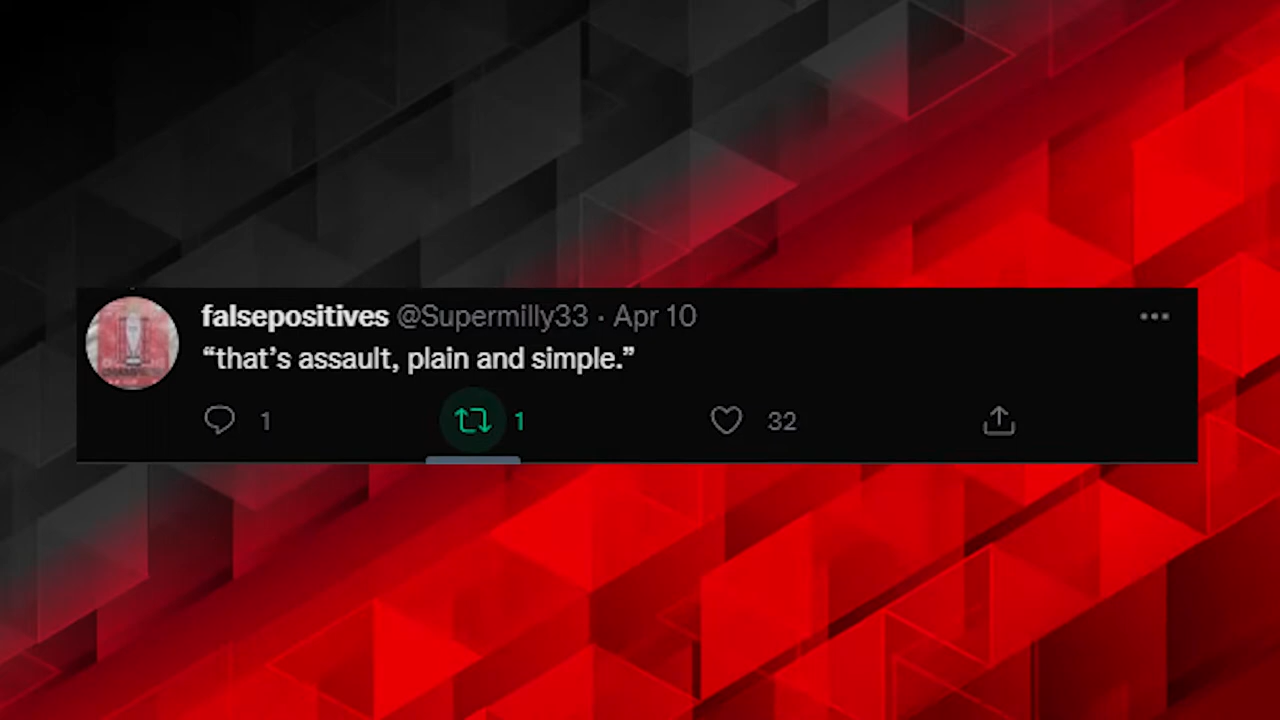 falsepositives @Supermilly33 · Apr 10
“that’s assault, plain and simple.”
1 1 32